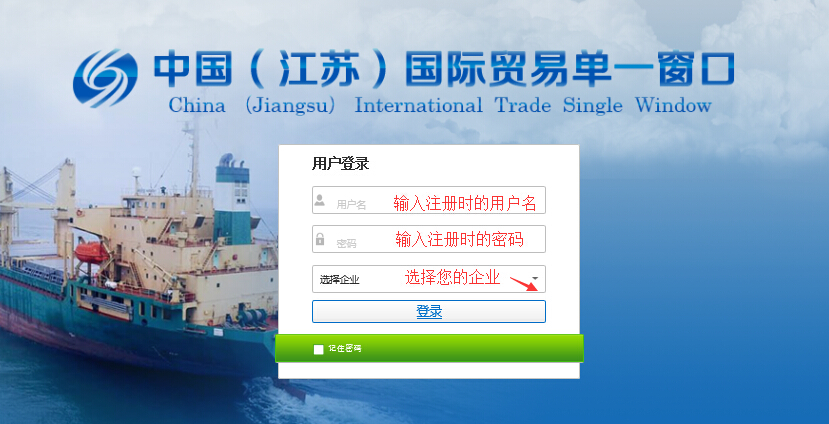 中国（江苏）国际贸易单一窗口
China (Jiangsu) International Trade Single Window
用户登录
用户名 输入注册时的用户名
密码 输入注册时的密码
选择企业 选择您的企业
登录
记住密码